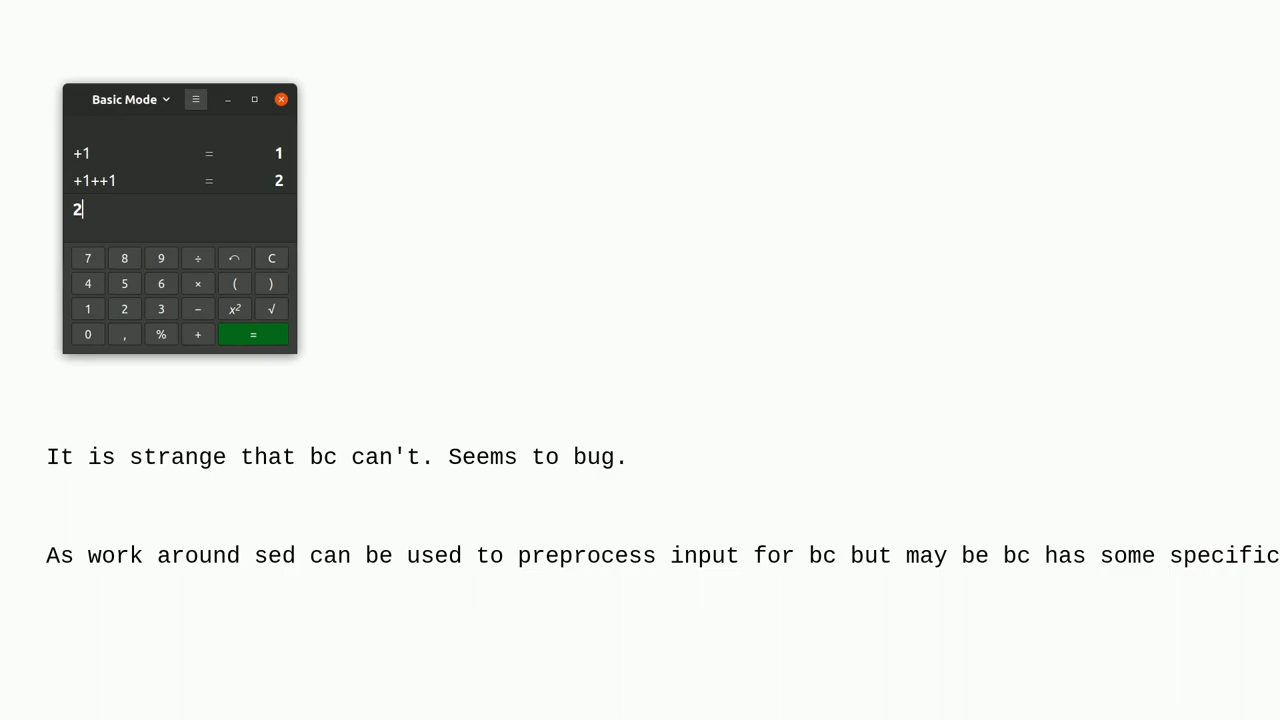 Basic Mode
+1 = 1
+1++1 = 2
2
7 8 9 ÷ C
4 5 6 × ( )
1 2 3 − x² √
0 , % + =
It is strange that bc can't. Seems to bug.
As work around sed can be used to preprocess input for bc but may be bc has some specific